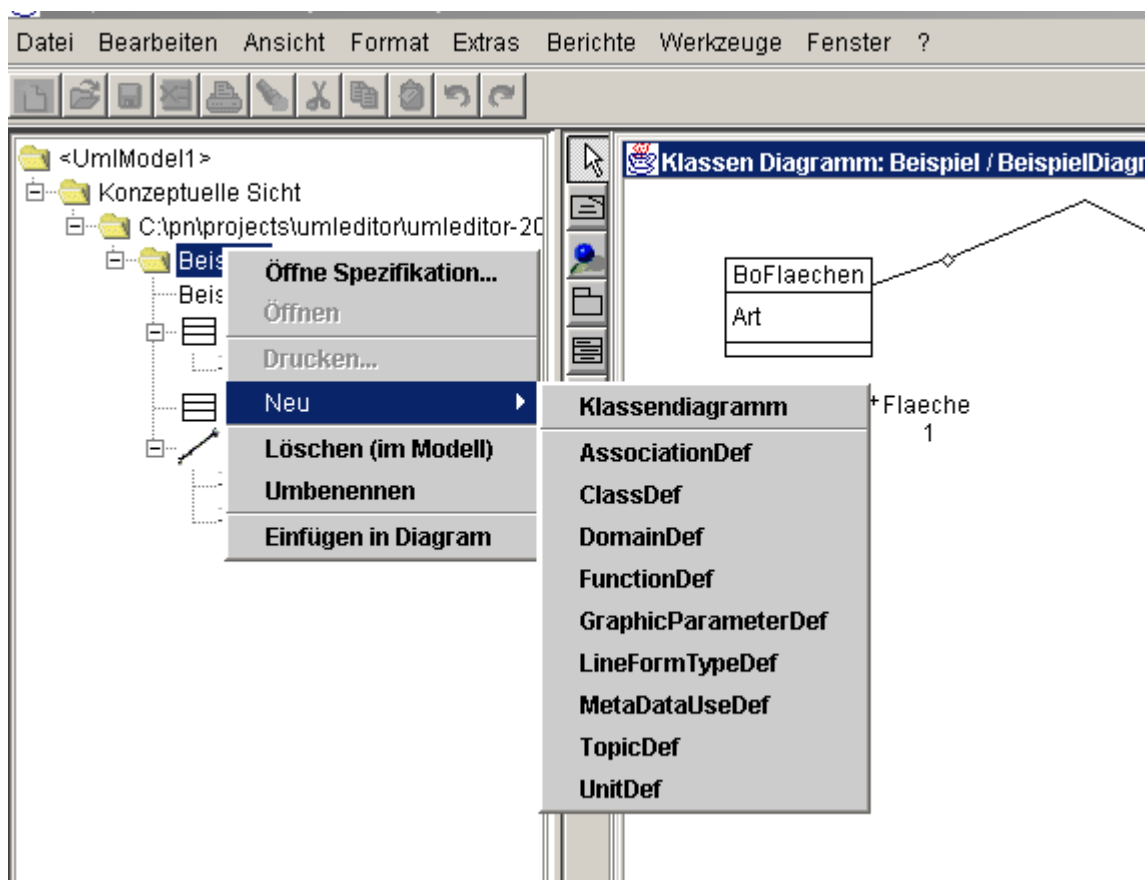 Datei Bearbeiten Ansicht Format Extras Berichte Werkzeuge Fenster ?
<UmlModel1>
Konzeptuelle Sicht
C:\pn\projects\umleditor\umleditor-20
Beis
Beis
Öffne Spezifikation...
Öffnen
Drucken...
Neu
Löschen (im Modell)
Umbenennen
Einfügen in Diagram
Klassendiagramm
AssociationDef
ClassDef
DomainDef
FunctionDef
GraphicParameterDef
LineFormTypeDef
MetaDataUseDef
TopicDef
UnitDef
Klassen Diagramm: Beispiel / BeispielDiagr
BoFlaechen
Art
+Flaeche
1